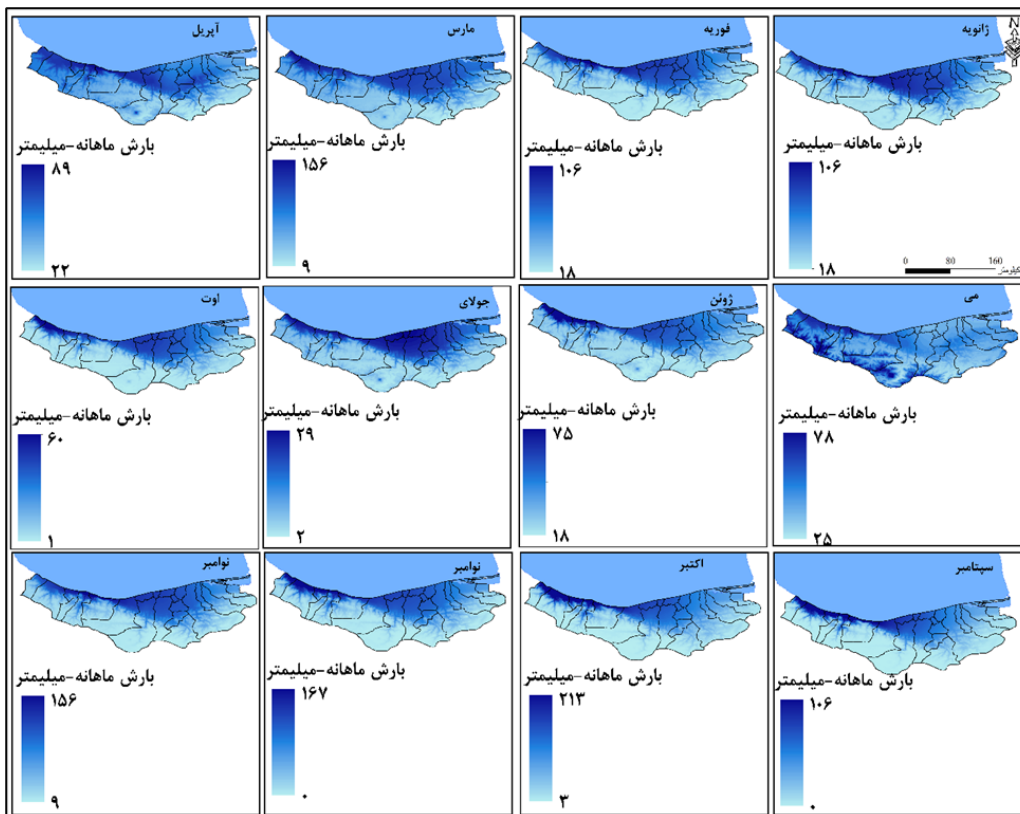 ژانویه
N
بارش ماهانه-میلیمتر
۱۰۶
۱۸
0 80 160
کیلومتر
فوریه
بارش ماهانه-میلیمتر
۱۰۶
۱۸
مارس
بارش ماهانه-میلیمتر
۱۵۶
۹
آپریل
بارش ماهانه-میلیمتر
۸۹
۲۲
می
بارش ماهانه-میلیمتر
۷۸
۲۵
ژوئن
بارش ماهانه-میلیمتر
۷۵
۱۸
جولای
بارش ماهانه-میلیمتر
۲۹
۲
اوت
بارش ماهانه-میلیمتر
۶۰
۱
سپتامبر
بارش ماهانه-میلیمتر
۱۰۶
۰
اکتبر
بارش ماهانه-میلیمتر
۲۱۳
۳
نوامبر
بارش ماهانه-میلیمتر
۱۶۷
۰
نوامبر
بارش ماهانه-میلیمتر
۱۵۶
۹